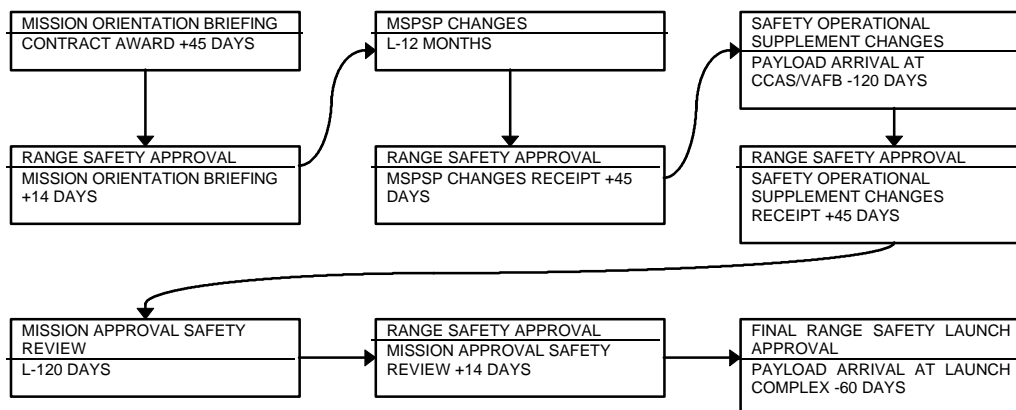 MISSION ORIENTATION BRIEFING
CONTRACT AWARD +45 DAYS
RANGE SAFETY APPROVAL
MISSION ORIENTATION BRIEFING
+14 DAYS
MSPSP CHANGES
L-12 MONTHS
RANGE SAFETY APPROVAL
MSPSP CHANGES RECEIPT +45
DAYS
SAFETY OPERATIONAL
SUPPLEMENT CHANGES
PAYLOAD ARRIVAL AT
CCAS/VAFB -120 DAYS
RANGE SAFETY APPROVAL
SAFETY OPERATIONAL
SUPPLEMENT CHANGES
RECEIPT +45 DAYS
MISSION APPROVAL SAFETY
REVIEW
L-120 DAYS
RANGE SAFETY APPROVAL
MISSION APPROVAL SAFETY
REVIEW +14 DAYS
FINAL RANGE SAFETY LAUNCH
APPROVAL
PAYLOAD ARRIVAL AT LAUNCH
COMPLEX -60 DAYS